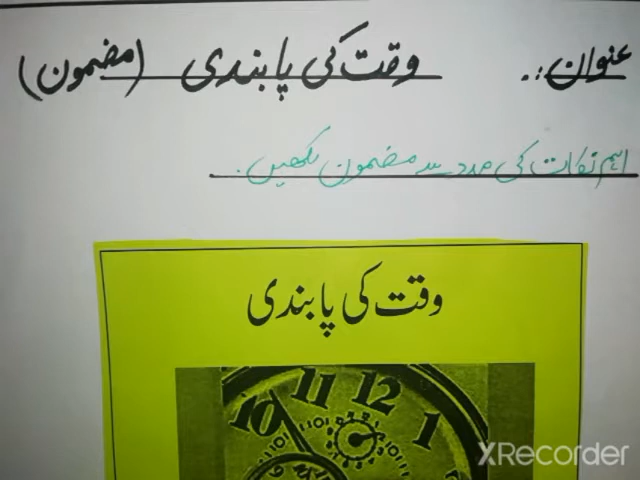 عنوان:. وقت کی پابندی (مضمون)
اہم نکات کی مدد سے مضمون لکھیں.
وقت کی پابندی
10 11 12 1
XRecorder